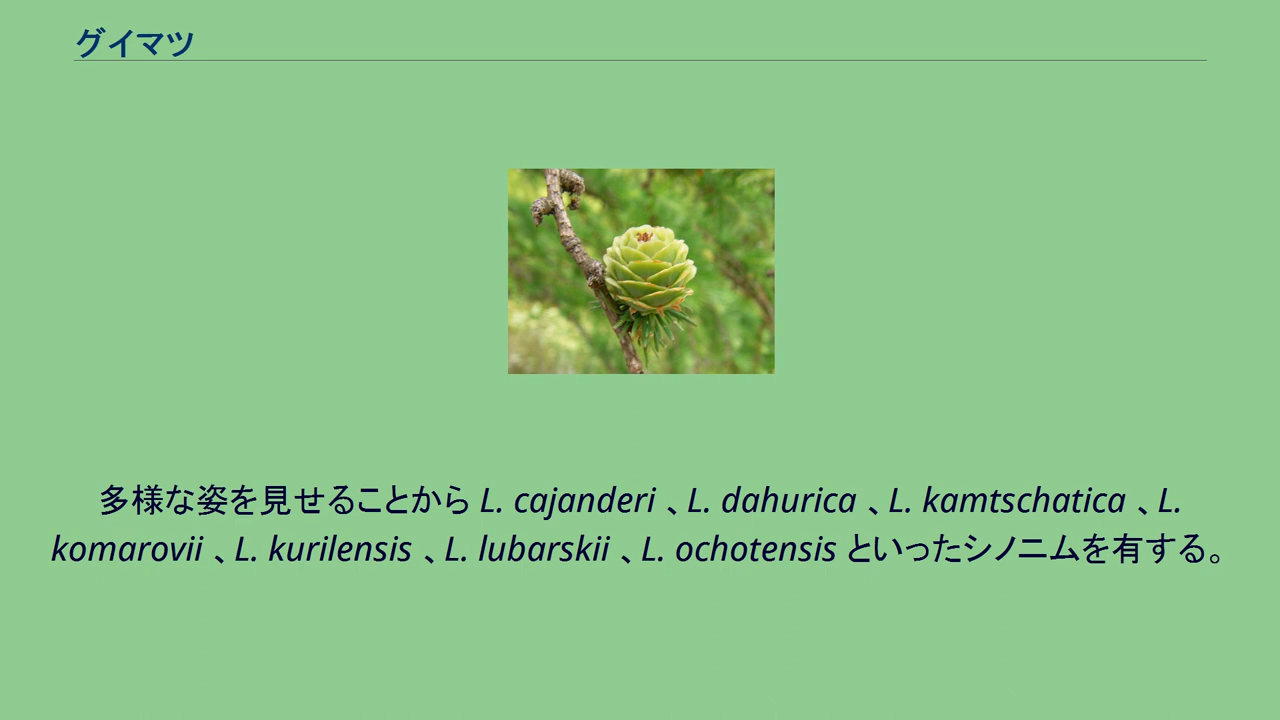 グイマツ
多様な姿を見せることから L. cajanderi 、L. dahurica 、L. kamtschatica 、L.
komarovii 、L. kurilensis 、L. lubarskii 、L. ochotensis といったシノニムを有する。